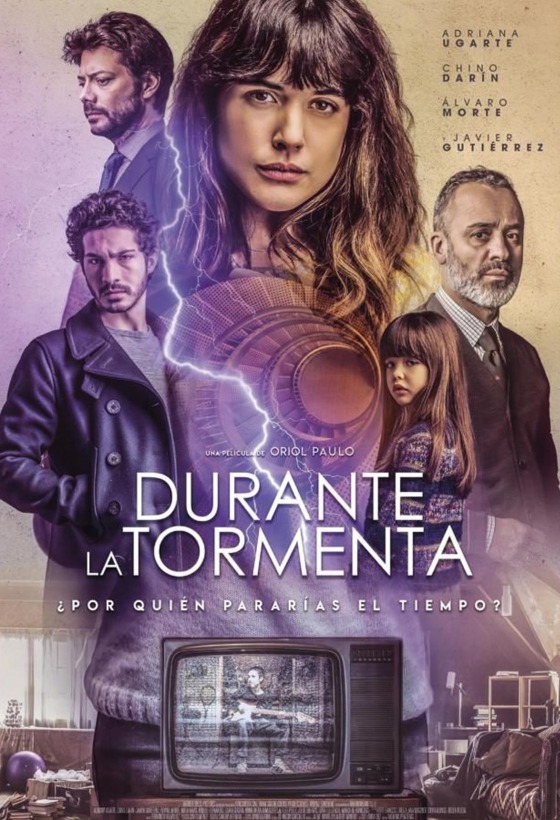 ADRIANA
UGARTE
CHINO
DARÍN
ÁLVARO
MORTE
Y JAVIER
GUTIÉRREZ
UNA PELÍCULA DE ORIOL PAULO
DURANTE
LA TORMENTA
¿POR QUIÉN PARARÍAS EL TIEMPO?